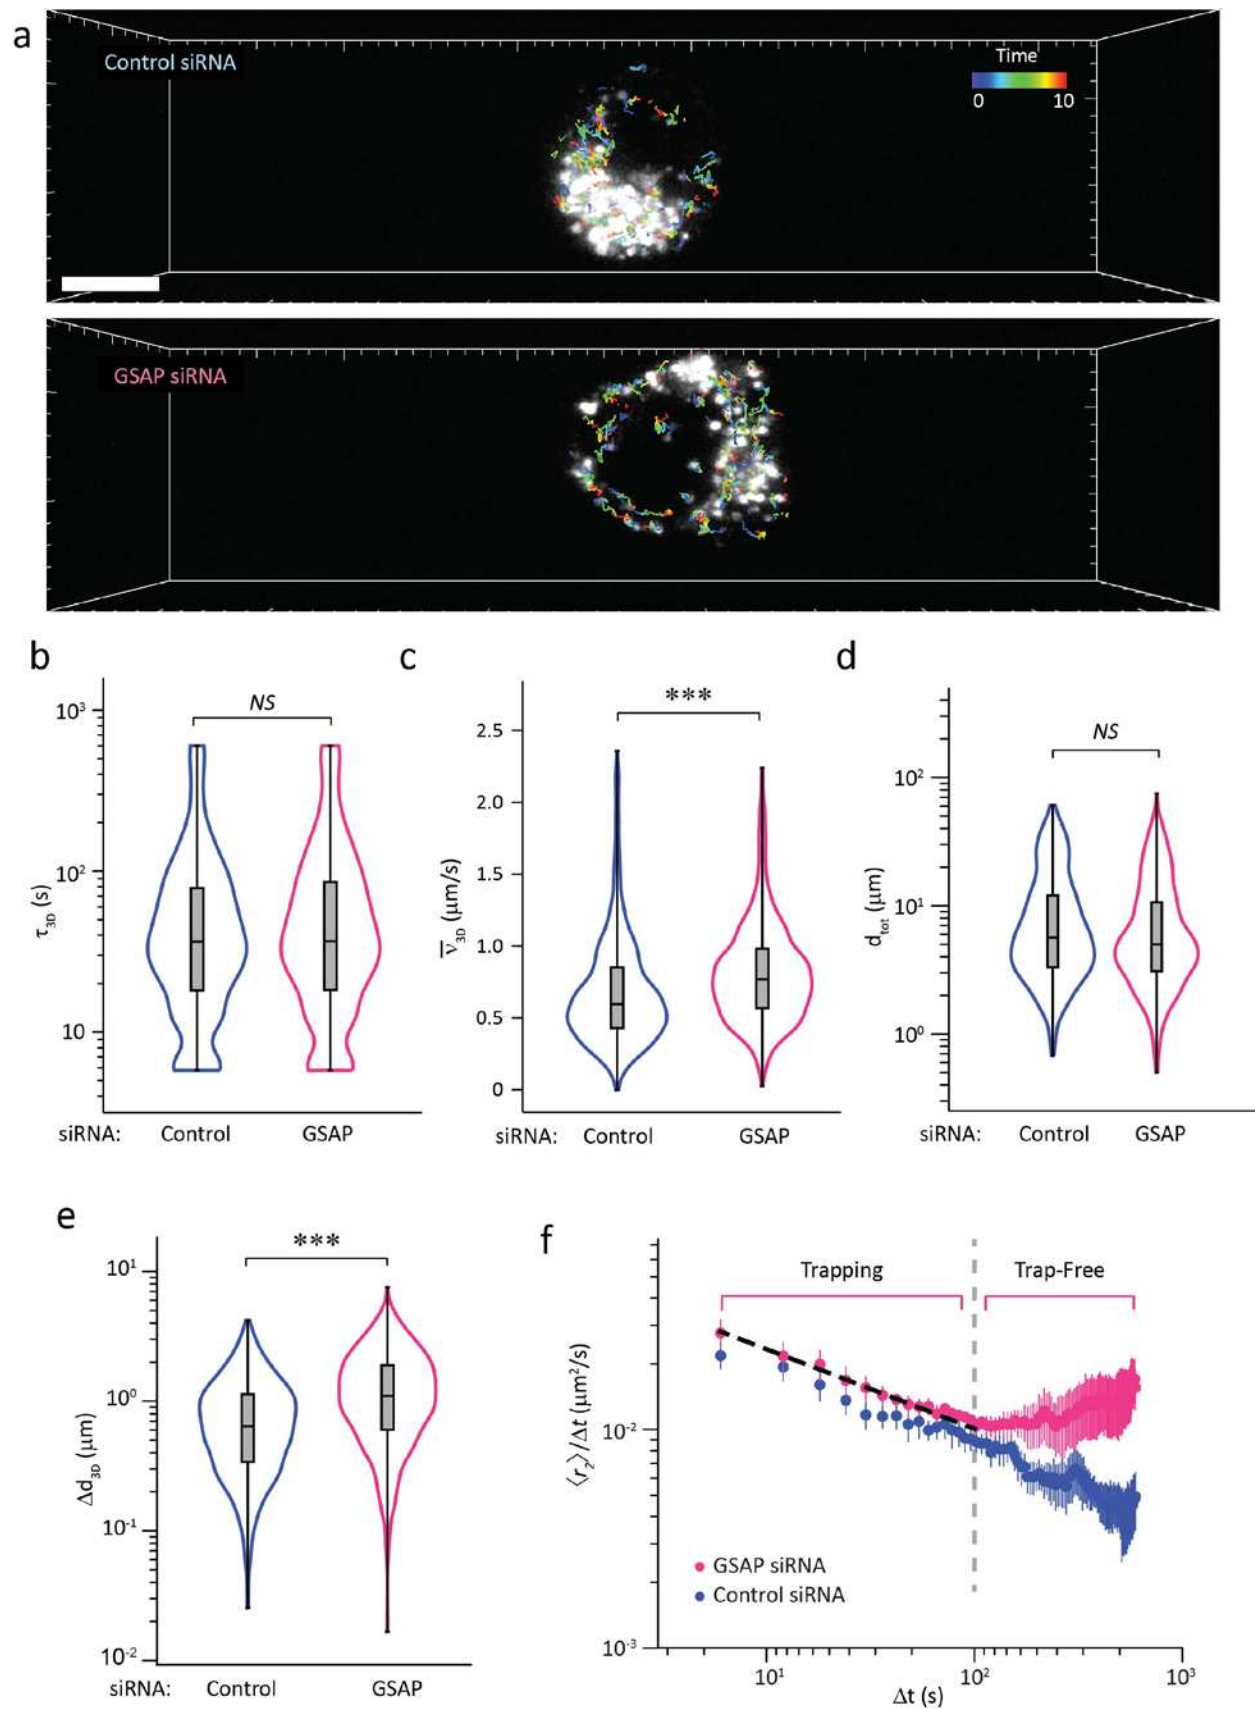 a
Control siRNA
Time
0 10
GSAP siRNA
b
c
d
NS
***
NS
10³
10²
10
τ3D (s)
siRNA: Control GSAP
2.5
2.0
1.5
1.0
0.5
0
v̅3D (µm/s)
siRNA: Control GSAP
10²
10¹
10⁰
dtot (µm)
siRNA: Control GSAP
e
***
10¹
10⁰
10⁻¹
10⁻²
Δd3D (µm)
siRNA: Control GSAP
f
Trapping Trap-Free
⟨r₂⟩/Δt (µm²/s)
10⁻²
10⁻³
GSAP siRNA
Control siRNA
10¹ 10² 10³
Δt (s)